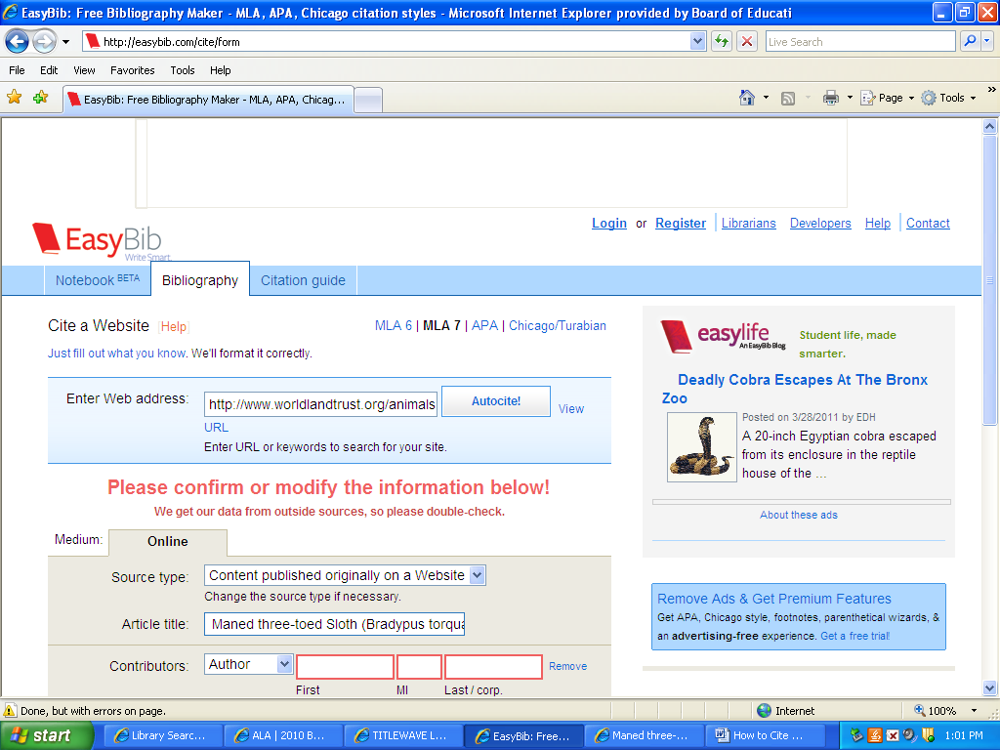 EasyBib: Free Bibliography Maker - MLA, APA, Chicago citation styles - Microsoft Internet Explorer provided by Board of Educati
http://easybib.com/cite/form
Live Search
File Edit View Favorites Tools Help
EasyBib: Free Bibliography Maker - MLA, APA, Chicag...
Page Tools »
Login or Register Librarians Developers Help Contact
EasyBib
Write Smart.
Notebook BETA Bibliography Citation guide
Cite a Website Help MLA 6 | MLA 7 | APA | Chicago/Turabian
Just fill out what you know. We'll format it correctly.
Enter Web address: http://www.worldlandtrust.org/animals Autocite! View
URL
Enter URL or keywords to search for your site.
Please confirm or modify the information below!
We get our data from outside sources, so please double-check.
Medium: Online
Source type: Content published originally on a Website
Change the source type if necessary.
Article title: Maned three-toed Sloth (Bradypus torqua
Contributors: Author Remove
First MI Last / corp.
easylife
An EasyBib Blog
Student life, made
smarter.
Deadly Cobra Escapes At The Bronx
Zoo
Posted on 3/28/2011 by EDH
A 20-inch Egyptian cobra escaped
from its enclosure in the reptile
house of the ...
About these ads
Remove Ads & Get Premium Features
Get APA, Chicago style, footnotes, parenthetical wizards, &
an advertising-free experience. Get a free trial!
Done, but with errors on page. Internet 100%
start Library Searc... ALA | 2010 B... TITLEWAVE L... EasyBib: Free... Maned three-... How to Cite ... 1:01 PM